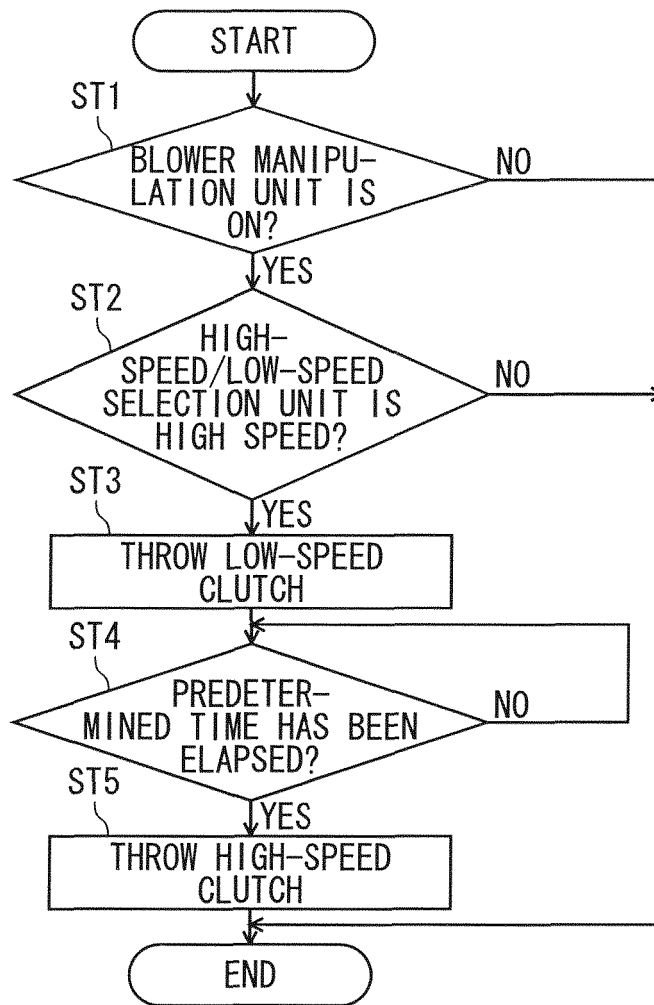 START
ST1
BLOWER MANIPU-
LATION UNIT IS
ON?
NO
YES
ST2
HIGH-
SPEED/LOW-SPEED
SELECTION UNIT IS
HIGH SPEED?
NO
YES
ST3
THROW LOW-SPEED
CLUTCH
ST4
PREDETER-
MINED TIME HAS BEEN
ELAPSED?
NO
YES
ST5
THROW HIGH-SPEED
CLUTCH
END